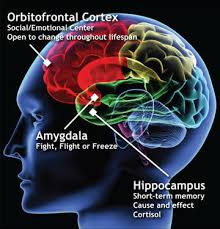 Orbitofrontal Cortex
Social/Emotional Center
Open to change throughout lifespan
Amygdala
Fight, Flight or Freeze
Hippocampus
Short-term memory
Cause and effect
Cortisol